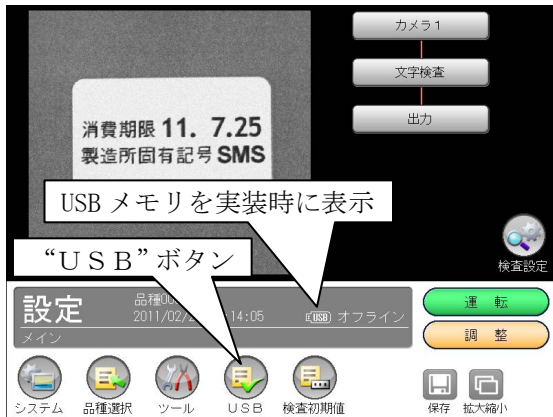 カメラ1
文字検査
出力
消費期限 11. 7.25
製造所固有記号 SMS
USB メモリを実装時に表示
“ＵＳＢ”ボタン
検査設定
設定
メイン
品種00
2011/02/2
14:05
USB
オフライン
運 転
調 整
システム
品種選択
ツール
ＵＳＢ
検査初期値
保存
拡大縮小